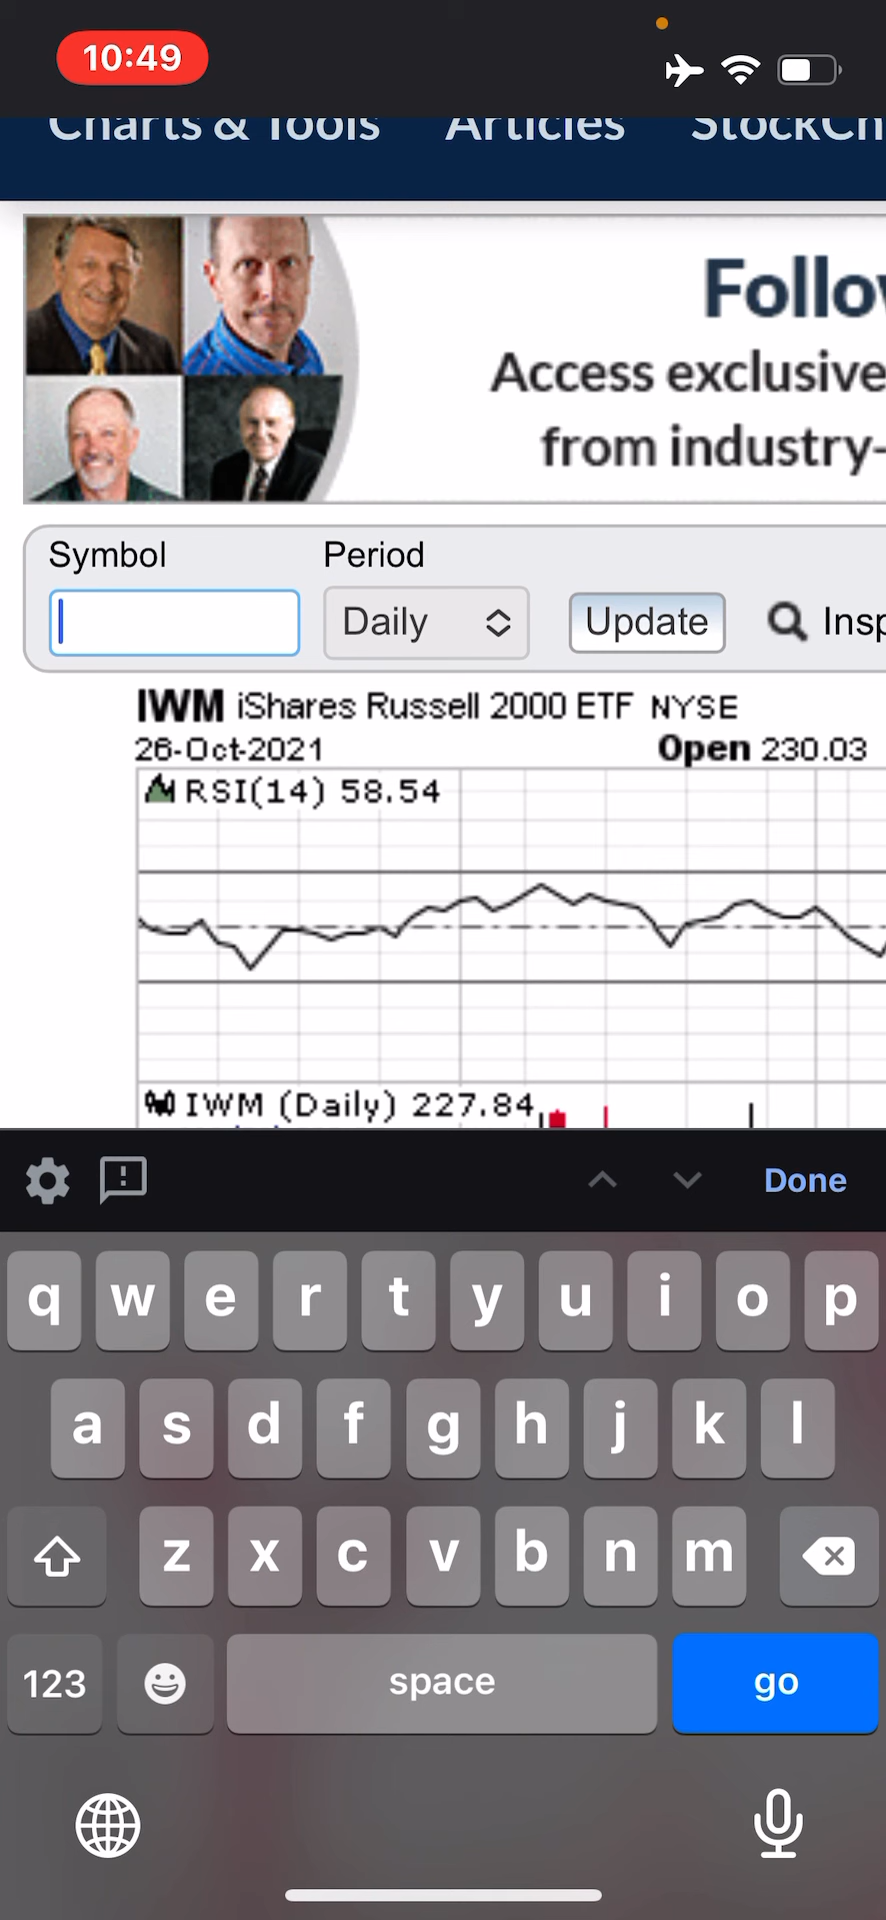 10:49
Charts & Tools Articles StockCh
Follow
Access exclusive
from industry-
Symbol Period
Daily Update Insp
IWM iShares Russell 2000 ETF NYSE
26-Oct-2021 Open 230.03
RSI(14) 58.54
IWM (Daily) 227.84
Done
q w e r t y u i o p
a s d f g h j k l
z x c v b n m
123 space go